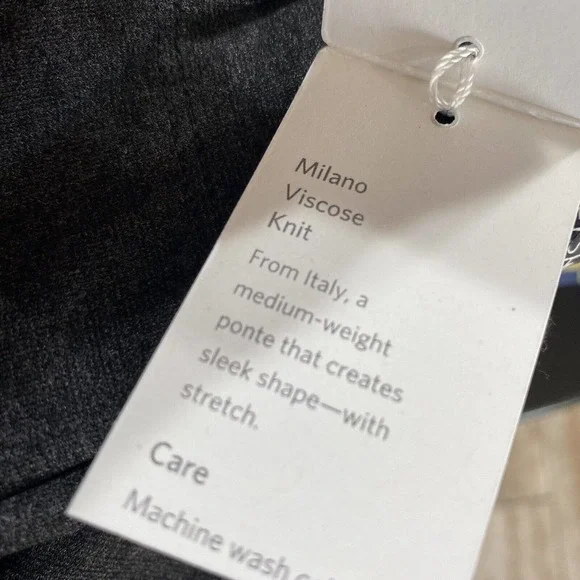 Milano
Viscose
Knit
From Italy, a
medium-weight
ponte that creates
sleek shape—with
stretch.
Care
Machine wash